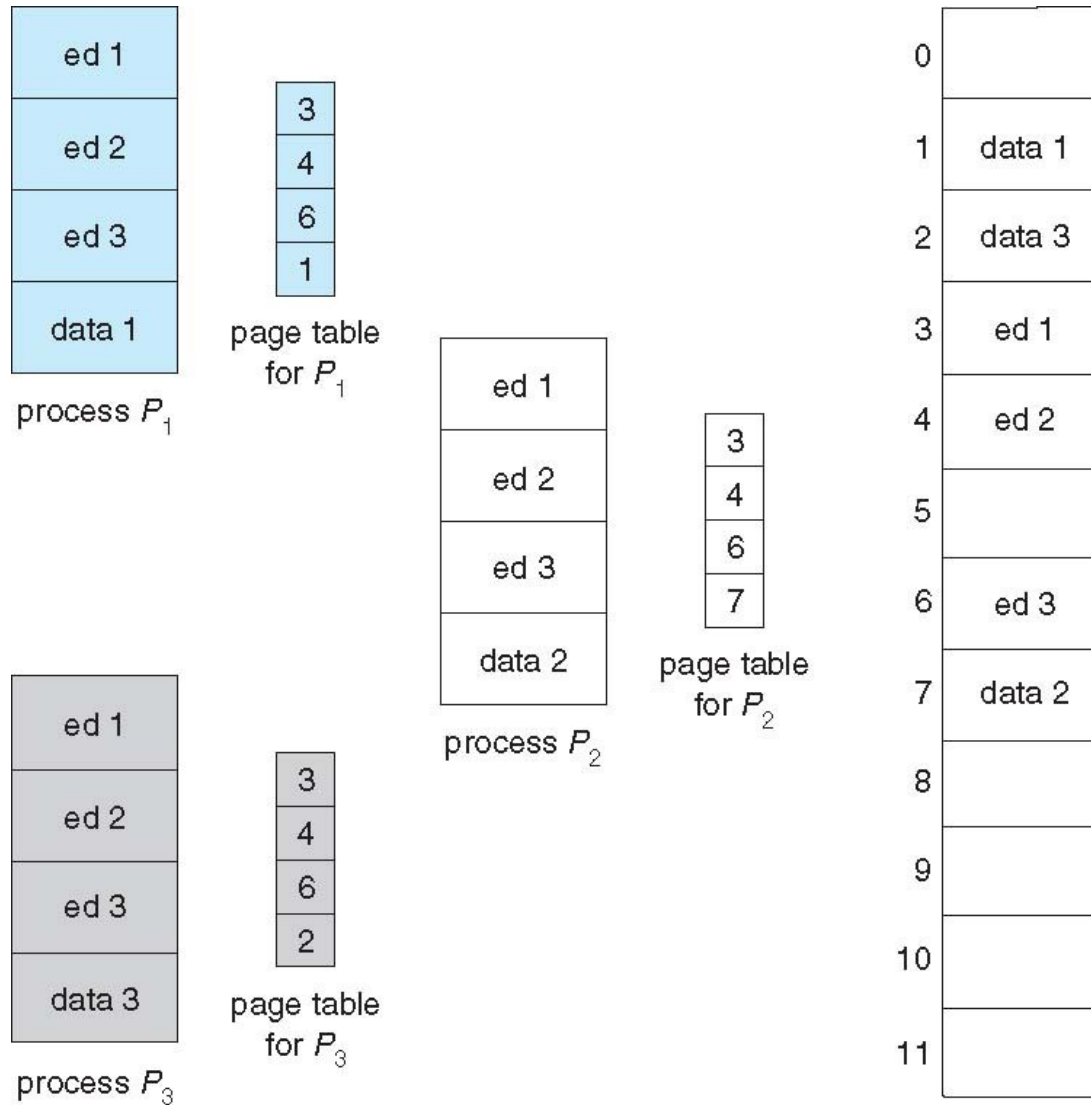 ed 1
ed 2
ed 3
data 1
process P1
3
4
6
1
page table
for P1
ed 1
ed 2
ed 3
data 2
process P2
3
4
6
7
page table
for P2
ed 1
ed 2
ed 3
data 3
process P3
3
4
6
2
page table
for P3
0
1 data 1
2 data 3
3 ed 1
4 ed 2
5
6 ed 3
7 data 2
8
9
10
11